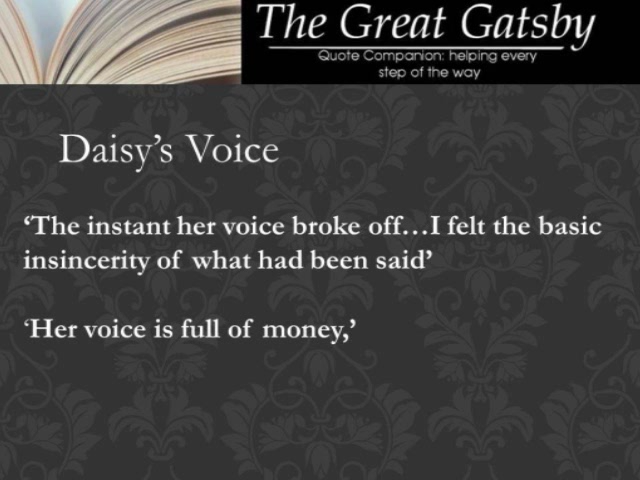 The Great Gatsby
Quote Companion: helping every
step of the way
Daisy’s Voice
‘The instant her voice broke off…I felt the basic
insincerity of what had been said’
‘Her voice is full of money,’